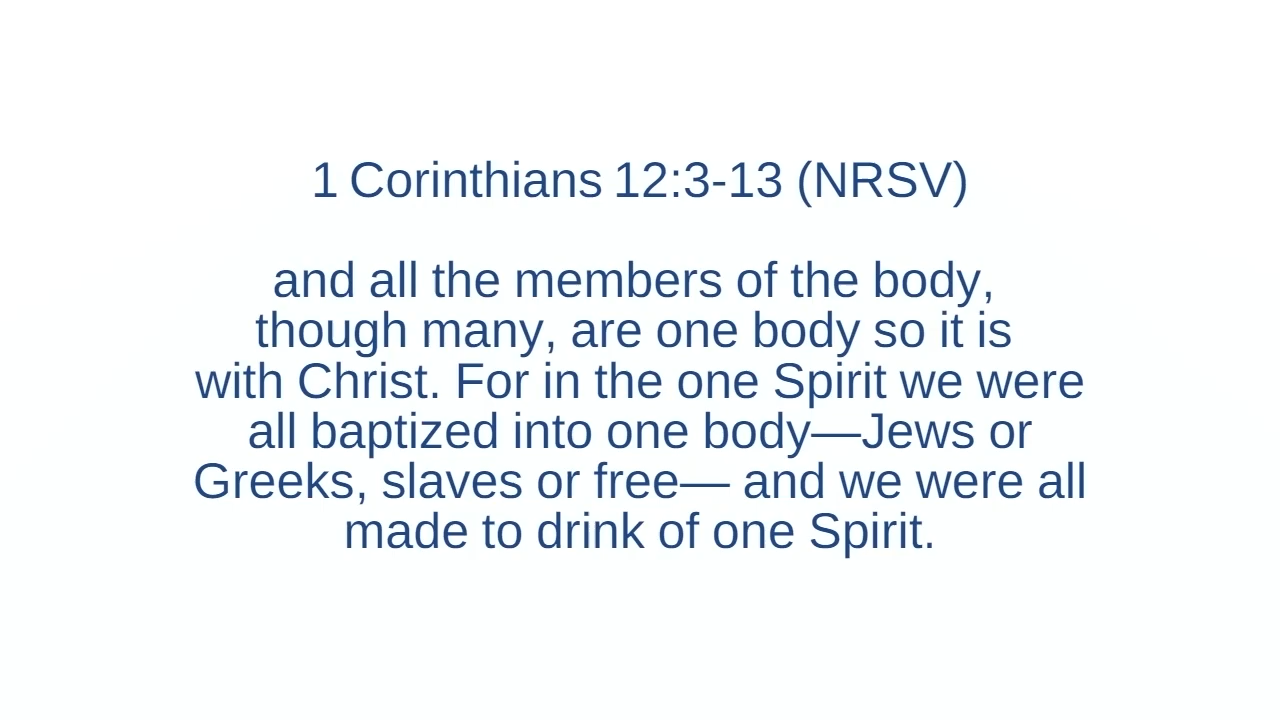 1 Corinthians 12:3-13 (NRSV)
and all the members of the body,
though many, are one body so it is
with Christ. For in the one Spirit we were
all baptized into one body—Jews or
Greeks, slaves or free— and we were all
made to drink of one Spirit.